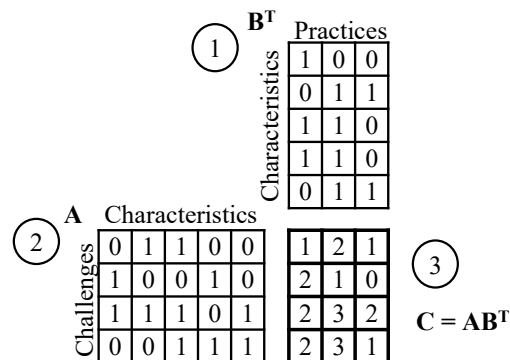 Bᵀ
Practices
1
Characteristics
1 0 0
0 1 1
1 1 0
1 1 0
0 1 1
A
Characteristics
2
Challenges
0 1 1 0 0
1 0 0 1 0
1 1 1 0 1
0 0 1 1 1
1 2 1
2 1 0
2 3 2
2 3 1
3
C = ABᵀ